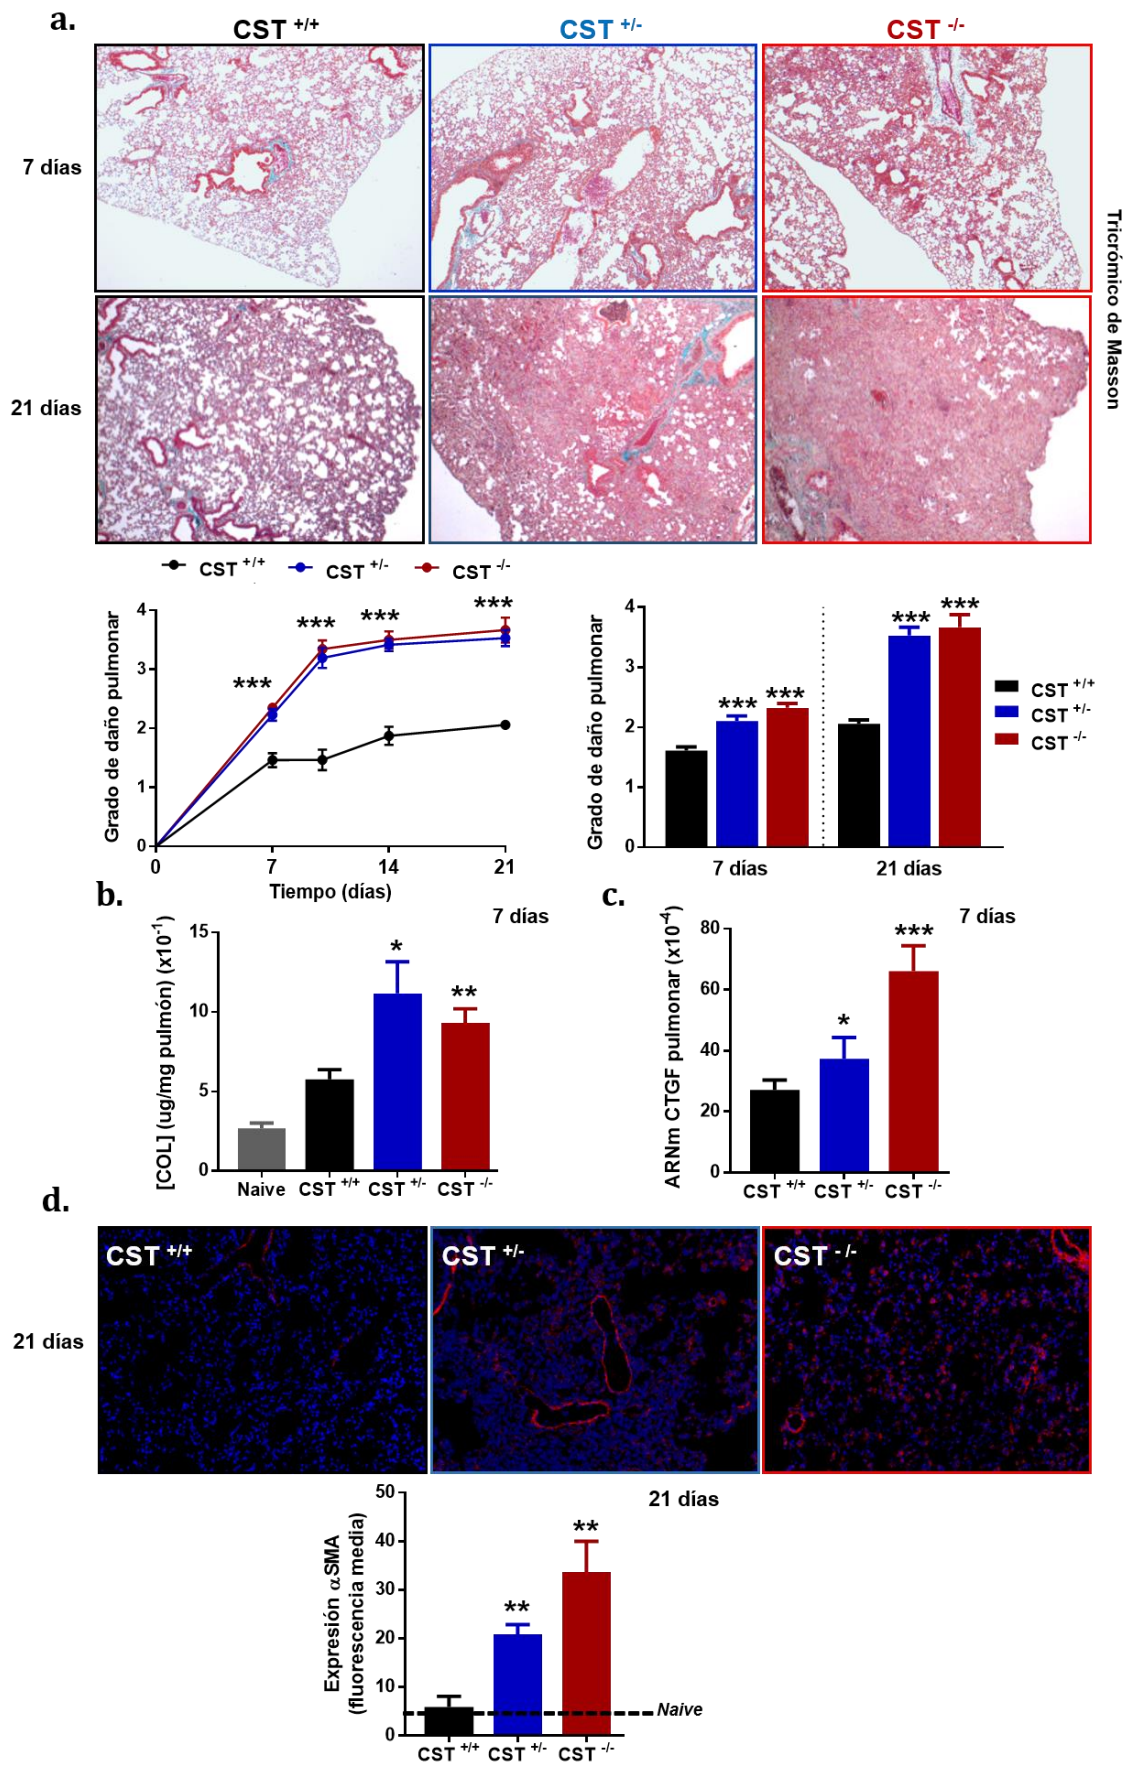 a.
CST +/+
CST +/-
CST -/-
7 días
21 días
Tricrómico de Masson
CST +/+
CST +/-
CST -/-
Grado de daño pulmonar
4
3
2
1
0
***
***
***
***
0
7
14
21
Tiempo (días)
Grado de daño pulmonar
4
3
2
1
0
***
***
***
***
7 días
21 días
CST +/+
CST +/-
CST -/-
b.
7 días
[COL] (ug/mg pulmón) (x10-1)
15
10
5
0
*
**
Naive
CST +/+
CST +/-
CST -/-
c.
7 días
ARNm CTGF pulmonar (x10-4)
80
60
40
20
0
*
***
CST +/+
CST +/-
CST -/-
d.
21 días
CST +/+
CST +/-
CST - /-
21 días
Expresión αSMA
(fluorescencia media)
50
40
30
20
10
0
**
**
Naive
CST +/+
CST +/-
CST -/-